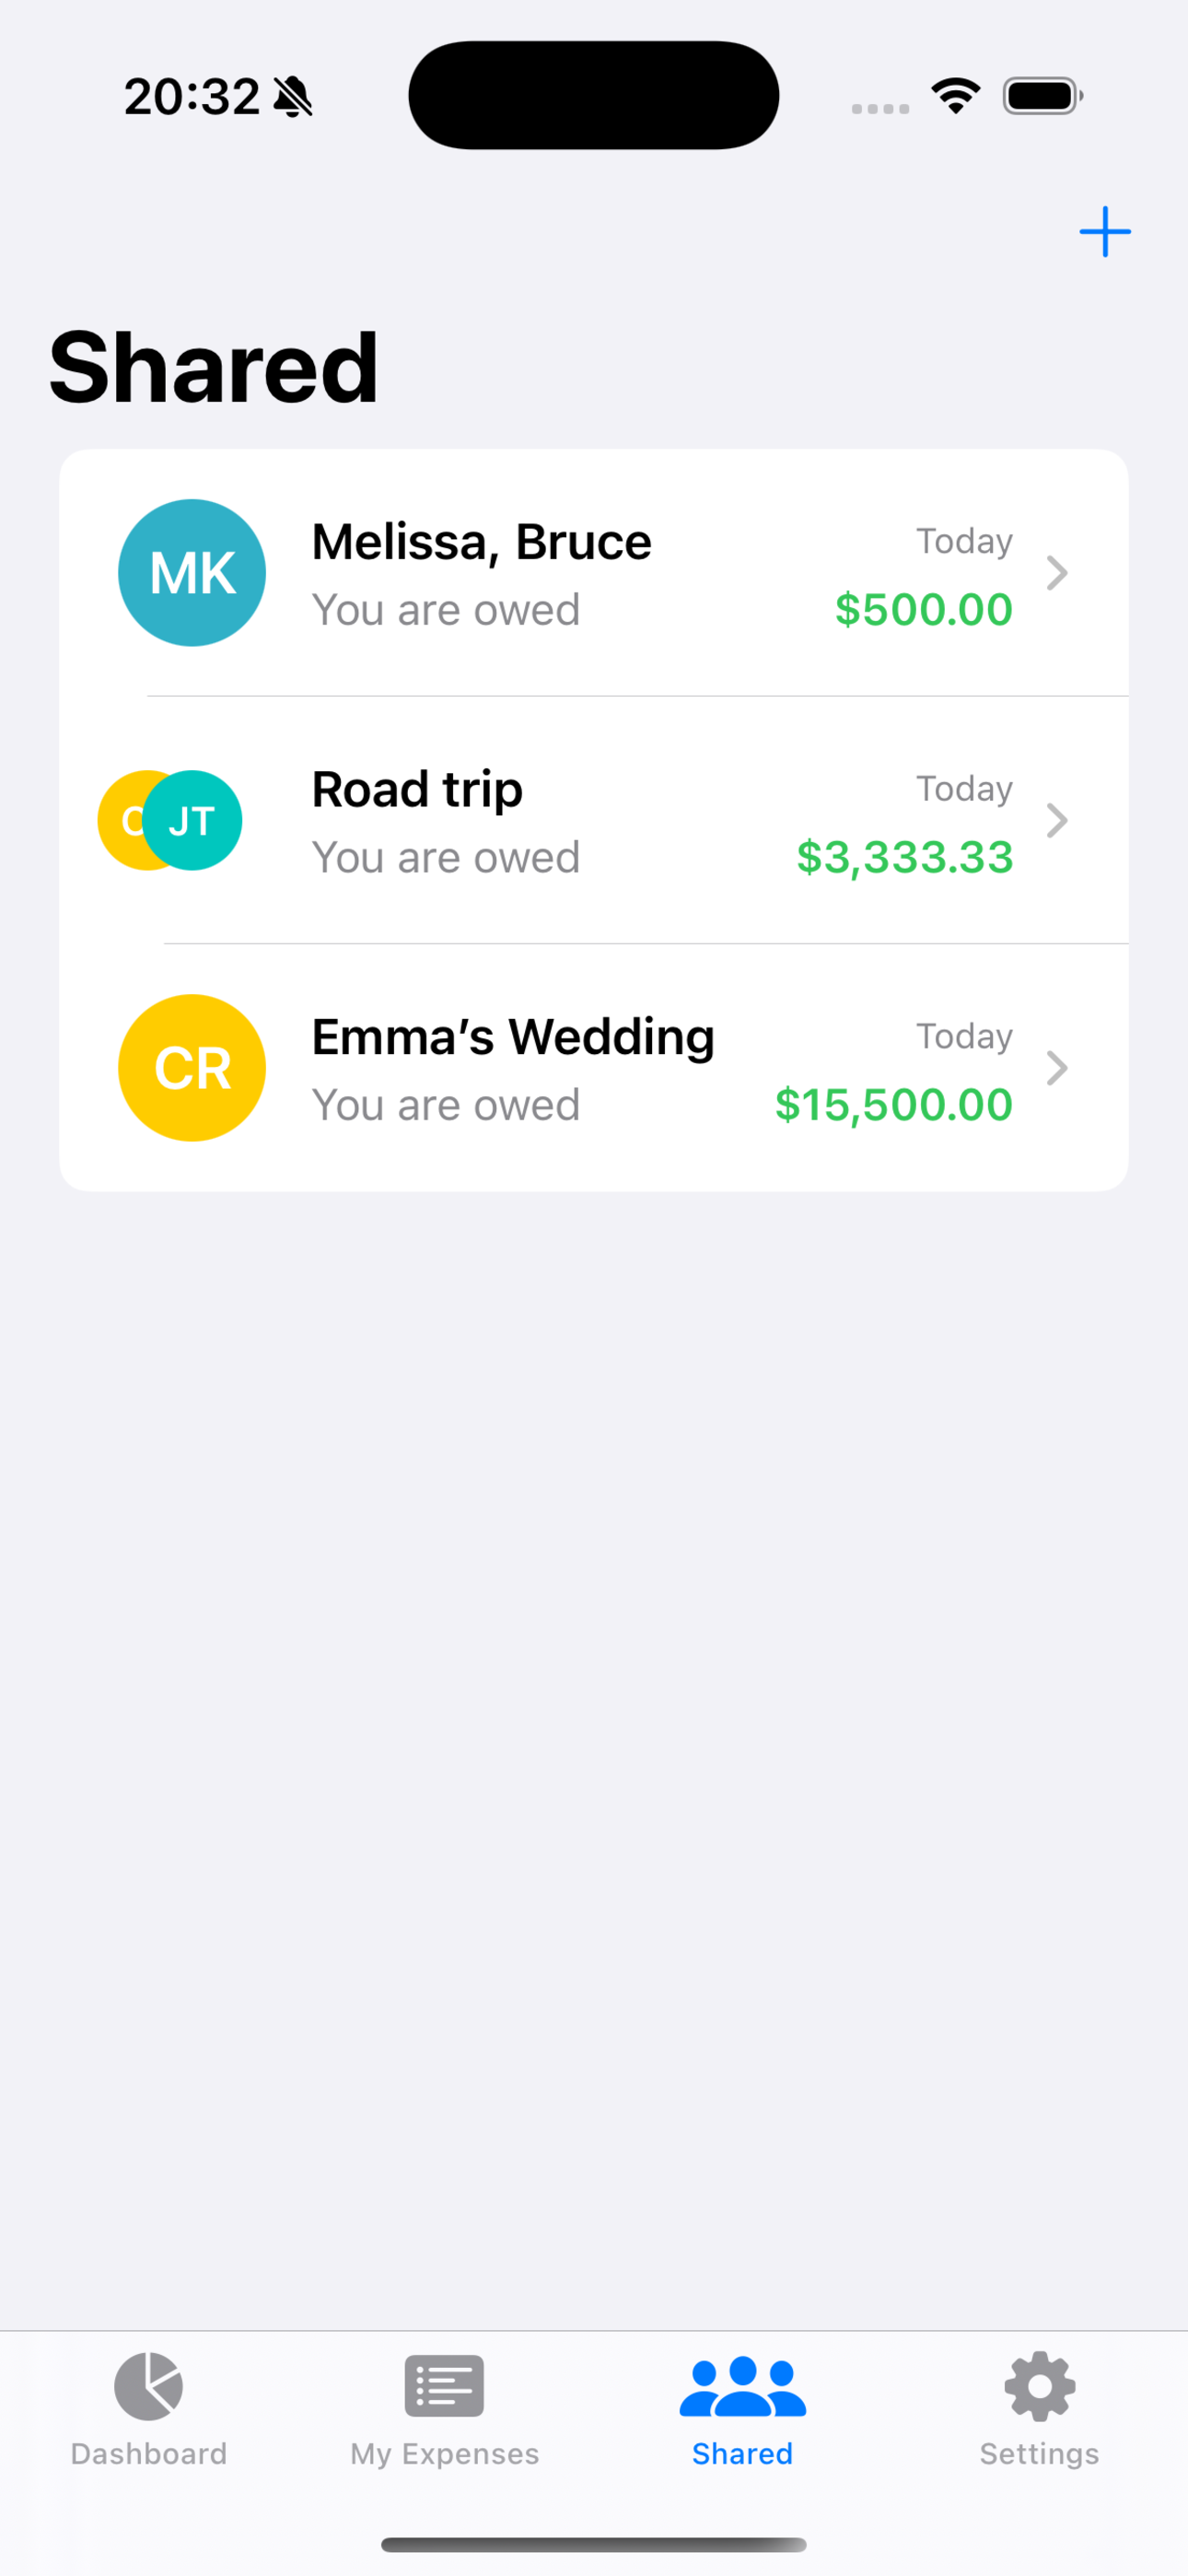 20:32
Shared
MK
Melissa, Bruce
Today
You are owed
$500.00
JT
Road trip
Today
You are owed
$3,333.33
CR
Emma’s Wedding
Today
You are owed
$15,500.00
Dashboard
My Expenses
Shared
Settings